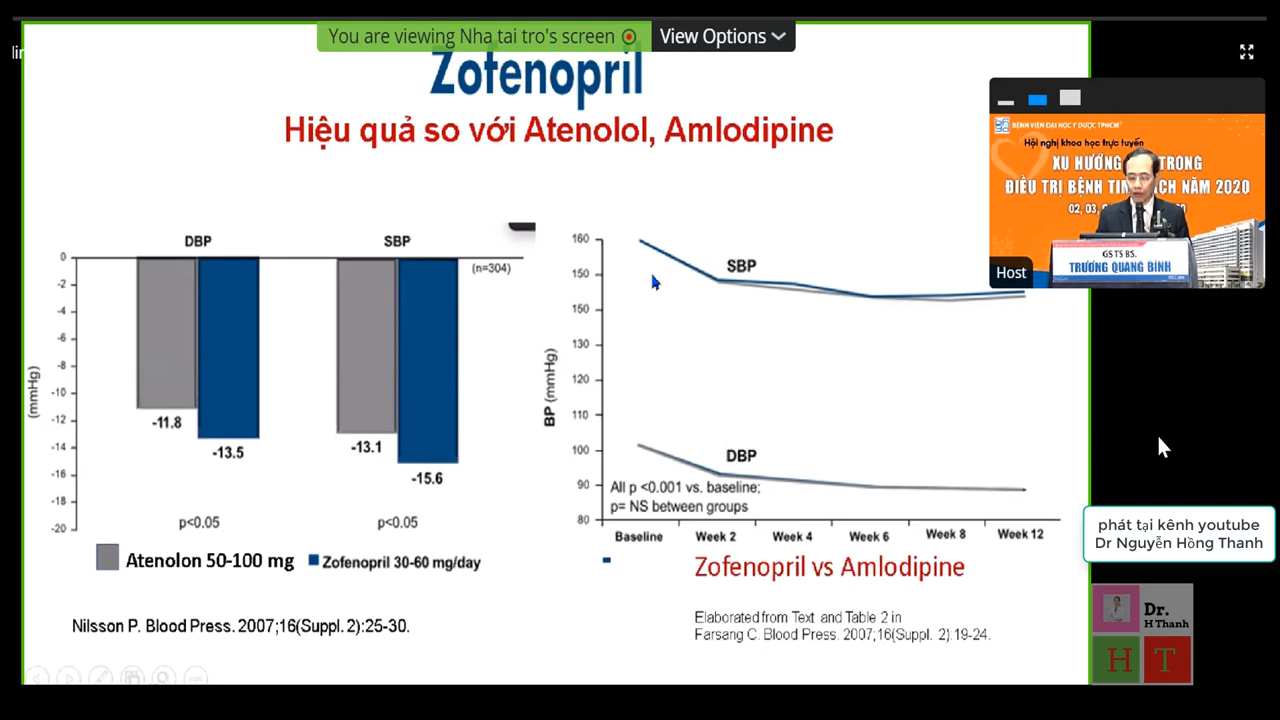 You are viewing Nha tai tro's screen
View Options
Zofenopril
Hiệu quả so với Atenolol, Amlodipine
DBP
SBP
(n=304)
0
-2
-4
-6
-8
-10
-12
-14
-16
-18
-20
(mmHg)
-11.8
-13.5
-13.1
-15.6
p<0.05
p<0.05
Atenolon 50-100 mg
Zofenopril 30-60 mg/day
Nilsson P. Blood Press. 2007;16(Suppl. 2):25-30.
160
150
150
130
120
110
100
90
80
BP (mmHg)
SBP
DBP
All p <0.001 vs. baseline;
p= NS between groups
Baseline
Week 2
Week 4
Week 6
Week 8
Week 12
Zofenopril vs Amlodipine
Elaborated from Text and Table 2 in
Farsang C. Blood Press. 2007;16(Suppl. 2).19-24.
BỆNH VIỆN ĐẠI HỌC Y DƯỢC TPHCM
Hội nghị khoa học trực tuyến
XU HƯỚNG TRONG
ĐIỀU TRỊ BỆNH NĂM 2020
02, 03,
GS TS BS.
TRƯƠNG QUANG BÌNH
Host
phát tại kênh youtube
Dr Nguyễn Hồng Thanh
Dr.
H Thanh
H T